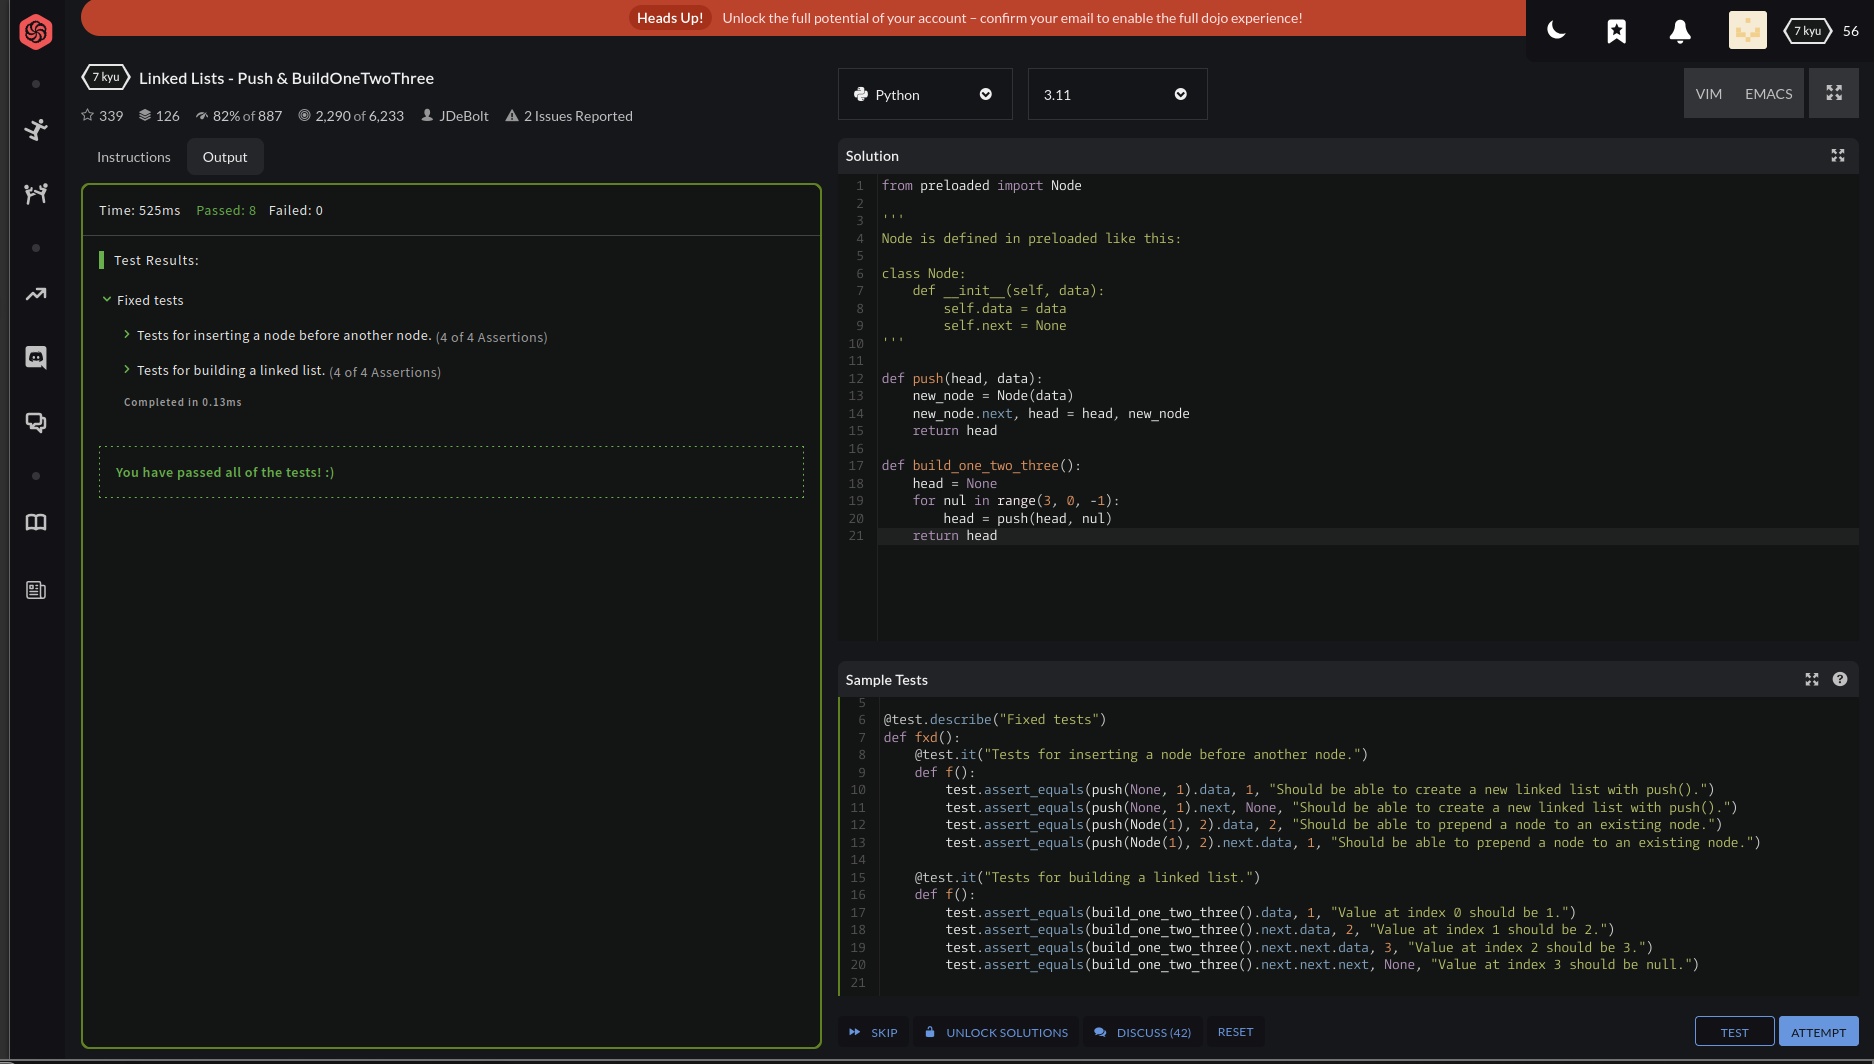 Heads Up! Unlock the full potential of your account – confirm your email to enable the full dojo experience!
7 kyu 56
7 kyu Linked Lists - Push & BuildOneTwoThree
339 126 82% of 887 2,290 of 6,233 JDeBolt 2 Issues Reported
Instructions Output
Time: 525ms Passed: 8 Failed: 0
Test Results:
Fixed tests
Tests for inserting a node before another node. (4 of 4 Assertions)
Tests for building a linked list. (4 of 4 Assertions)
Completed in 0.13ms
You have passed all of the tests! :)
Python 3.11 VIM EMACS
Solution
1 from preloaded import Node
2
3 '''
4 Node is defined in preloaded like this:
5
6 class Node:
7     def __init__(self, data):
8         self.data = data
9         self.next = None
10 '''
11
12 def push(head, data):
13     new_node = Node(data)
14     new_node.next, head = head, new_node
15     return head
16
17 def build_one_two_three():
18     head = None
19     for nul in range(3, 0, -1):
20         head = push(head, nul)
21     return head
Sample Tests
5
6 @test.describe("Fixed tests")
7 def fxd():
8     @test.it("Tests for inserting a node before another node.")
9     def f():
10         test.assert_equals(push(None, 1).data, 1, "Should be able to create a new linked list with push().")
11         test.assert_equals(push(None, 1).next, None, "Should be able to create a new linked list with push().")
12         test.assert_equals(push(Node(1), 2).data, 2, "Should be able to prepend a node to an existing node.")
13         test.assert_equals(push(Node(1), 2).next.data, 1, "Should be able to prepend a node to an existing node.")
14
15     @test.it("Tests for building a linked list.")
16     def f():
17         test.assert_equals(build_one_two_three().data, 1, "Value at index 0 should be 1.")
18         test.assert_equals(build_one_two_three().next.data, 2, "Value at index 1 should be 2.")
19         test.assert_equals(build_one_two_three().next.next.data, 3, "Value at index 2 should be 3.")
20         test.assert_equals(build_one_two_three().next.next.next, None, "Value at index 3 should be null.")
21
SKIP UNLOCK SOLUTIONS DISCUSS (42) RESET TEST ATTEMPT